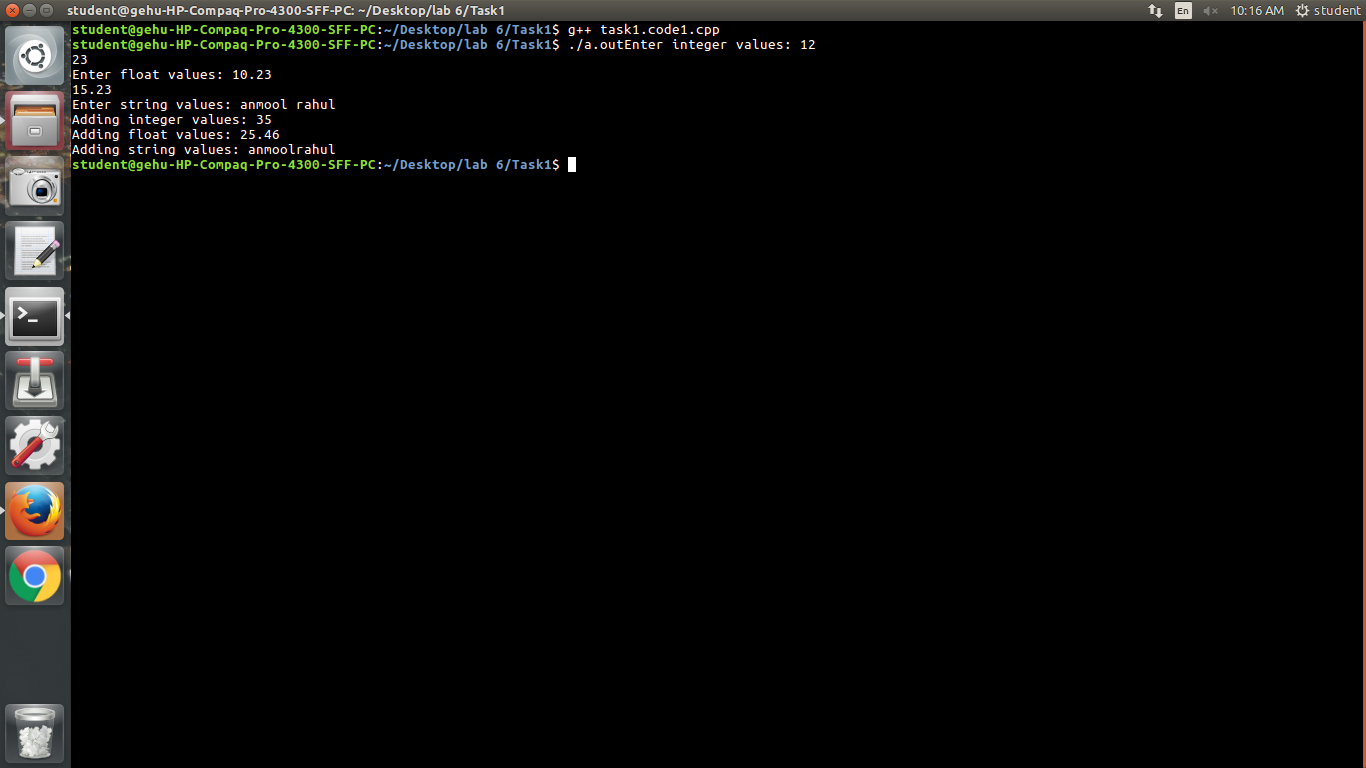 student@gehu-HP-Compaq-Pro-4300-SFF-PC: ~/Desktop/lab 6/Task1
En
10:16 AM
student
student@gehu-HP-Compaq-Pro-4300-SFF-PC:~/Desktop/lab 6/Task1$ g++ task1.code1.cpp
student@gehu-HP-Compaq-Pro-4300-SFF-PC:~/Desktop/lab 6/Task1$ ./a.outEnter integer values: 12
23
Enter float values: 10.23
15.23
Enter string values: anmool rahul
Adding integer values: 35
Adding float values: 25.46
Adding string values: anmoolrahul
student@gehu-HP-Compaq-Pro-4300-SFF-PC:~/Desktop/lab 6/Task1$
>_